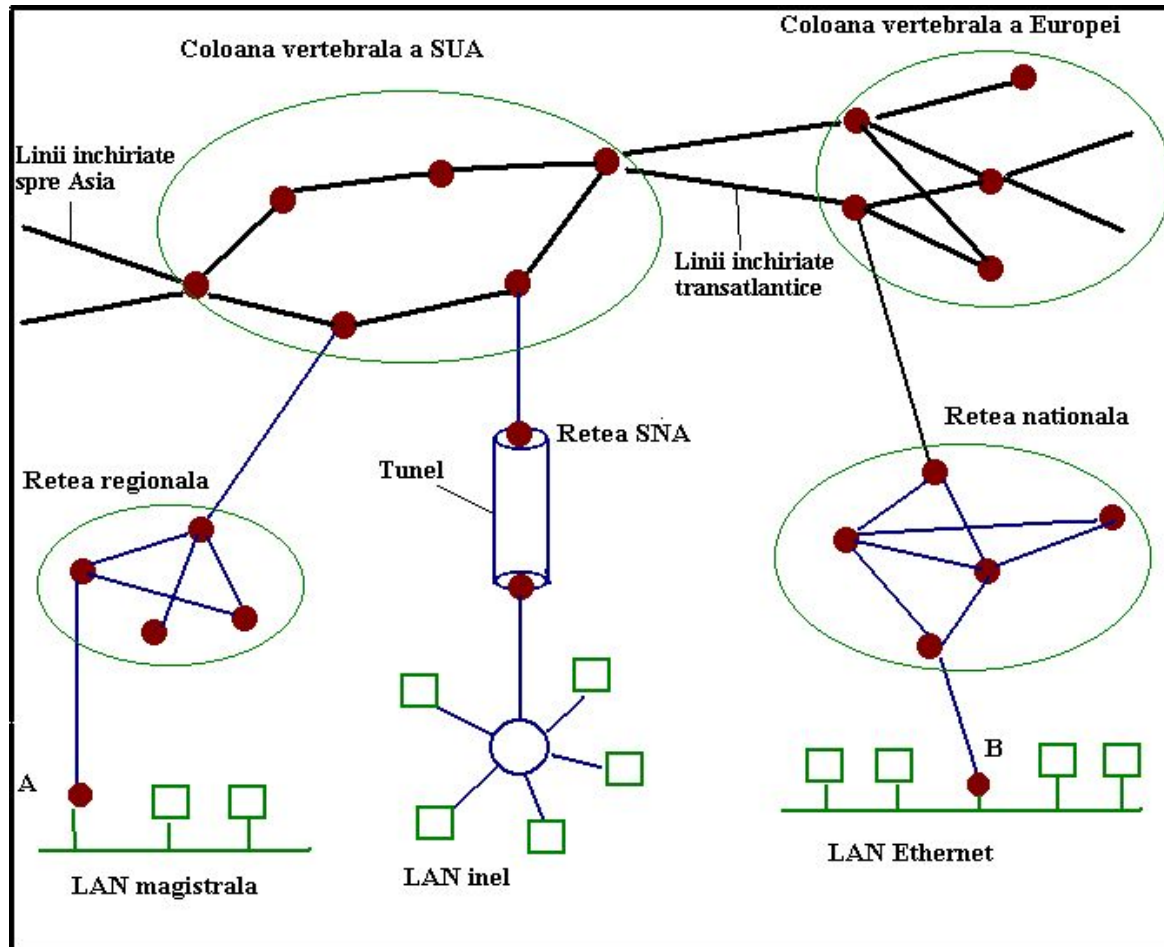 Coloana vertebrala a SUA
Coloana vertebrala a Europei
Linii inchiriate
spre Asia
Linii inchiriate
transatlantice
Retea regionala
Tunel
Retea SNA
Retea nationala
A
B
LAN magistrala
LAN inel
LAN Ethernet